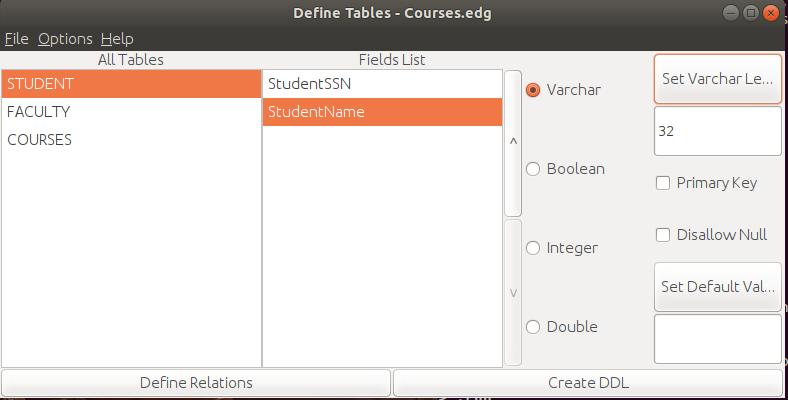 Define Tables - Courses.edg
File Options Help
All Tables
Fields List
STUDENT
FACULTY
COURSES
StudentSSN
StudentName
^
v
Varchar
Boolean
Integer
Double
Set Varchar Le...
32
Primary Key
Disallow Null
Set Default Val...
Define Relations
Create DDL